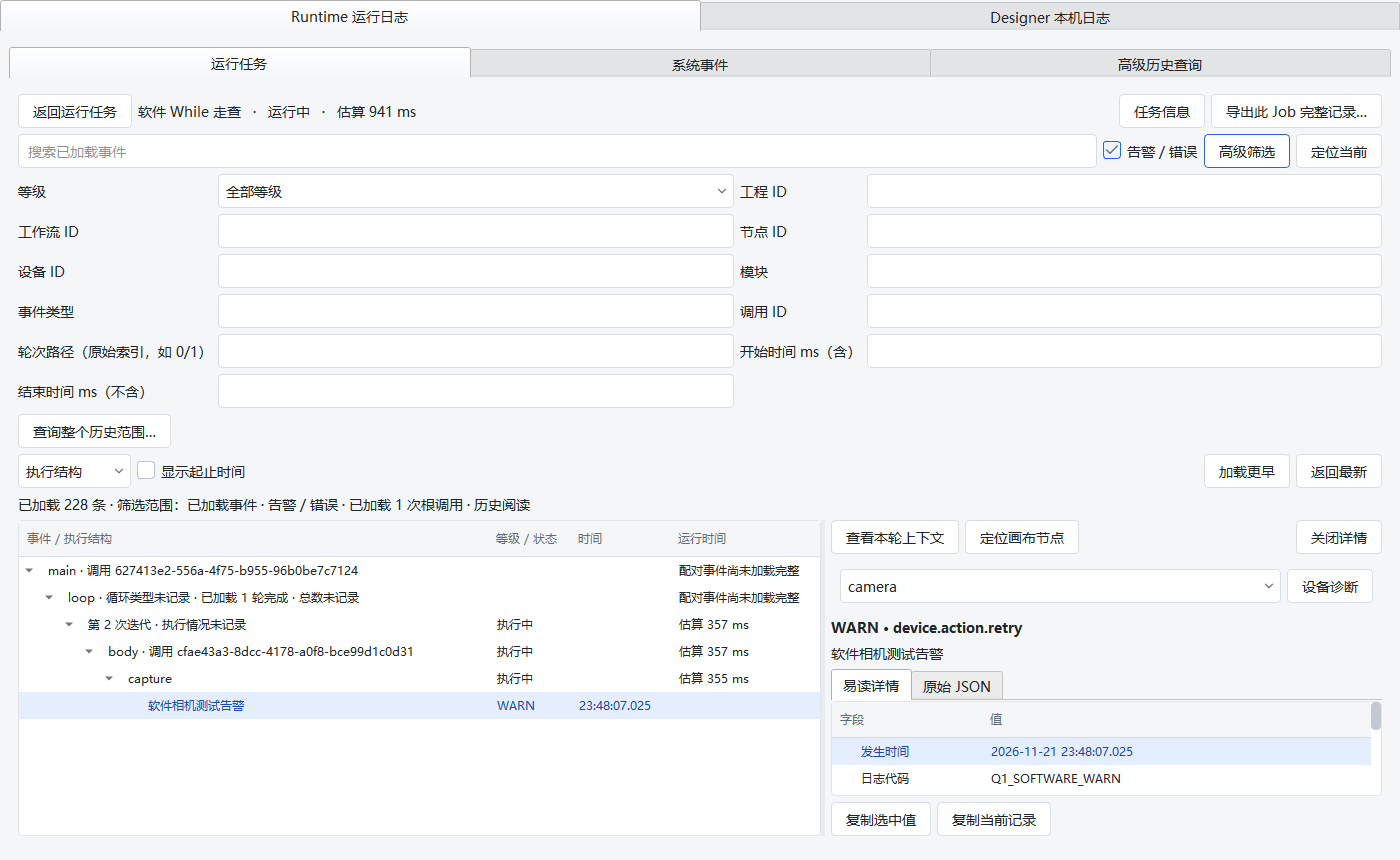 Runtime 运行日志 Designer 本机日志
运行任务 系统事件 高级历史查询
返回运行任务 软件 While 走查 · 运行中 · 估算 941 ms 任务信息 导出此 Job 完整记录...
搜索已加载事件 告警 / 错误 高级筛选 定位当前
等级 全部等级 工程 ID
工作流 ID 节点 ID
设备 ID 模块
事件类型 调用 ID
轮次路径（原始索引，如 0/1） 开始时间 ms（含）
结束时间 ms（不含）
查询整个历史范围...
执行结构 显示起止时间 加载更早 返回最新
已加载 228 条 · 筛选范围：已加载事件 · 告警 / 错误 · 已加载 1 次根调用 · 历史阅读
事件 / 执行结构 等级 / 状态 时间 运行时间
main · 调用 627413e2-556a-4f75-b955-96b0be7c7124 配对事件尚未加载完整
loop · 循环类型未记录 · 已加载 1 轮完成 · 总数未记录 配对事件尚未加载完整
第 2 次迭代 · 执行情况未记录 执行中 估算 357 ms
body · 调用 cfae43a3-8dcc-4178-a0f8-bce99d1c0d31 执行中 估算 357 ms
capture 执行中 估算 355 ms
软件相机测试告警 WARN 23:48:07.025
查看本轮上下文 定位画布节点 关闭详情
camera 设备诊断
WARN • device.action.retry
软件相机测试告警
易读详情 原始 JSON
字段 值
发生时间 2026-11-21 23:48:07.025
日志代码 Q1_SOFTWARE_WARN
复制选中值 复制当前记录